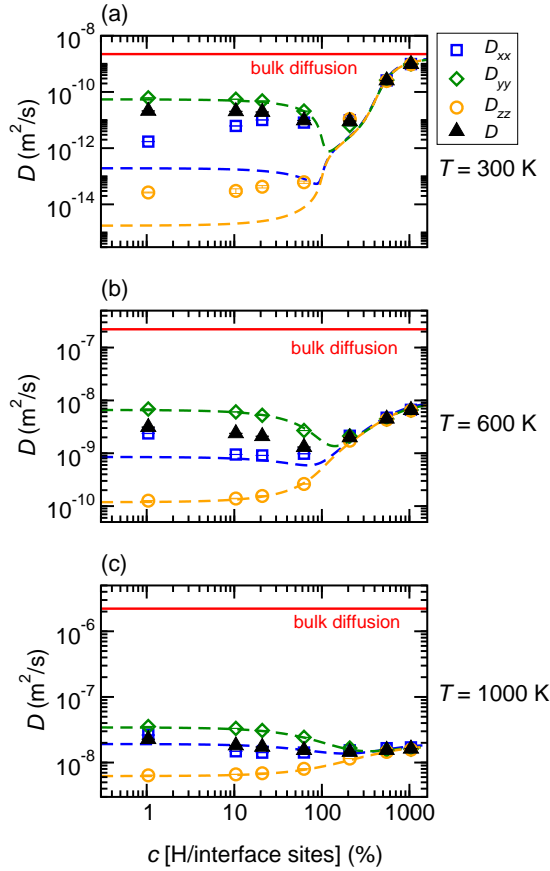 (a)
10^-8
10^-10
10^-12
10^-14
D (m^2/s)
bulk diffusion
D_xx
D_yy
D_zz
D
T = 300 K
(b)
10^-7
10^-8
10^-9
10^-10
D (m^2/s)
bulk diffusion
T = 600 K
(c)
10^-6
10^-7
10^-8
D (m^2/s)
bulk diffusion
T = 1000 K
1 10 100 1000
c [H/interface sites] (%)